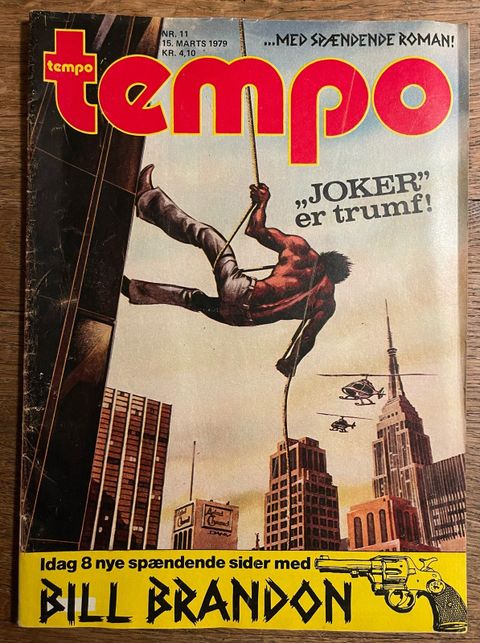 NR. 11
15. MARTS 1979
KR. 4,10
...MED SPÆNDENDE ROMAN!
tempo
tempo
„JOKER”
er trumf!
Idag 8 nye spændende sider med
BILL BRANDON